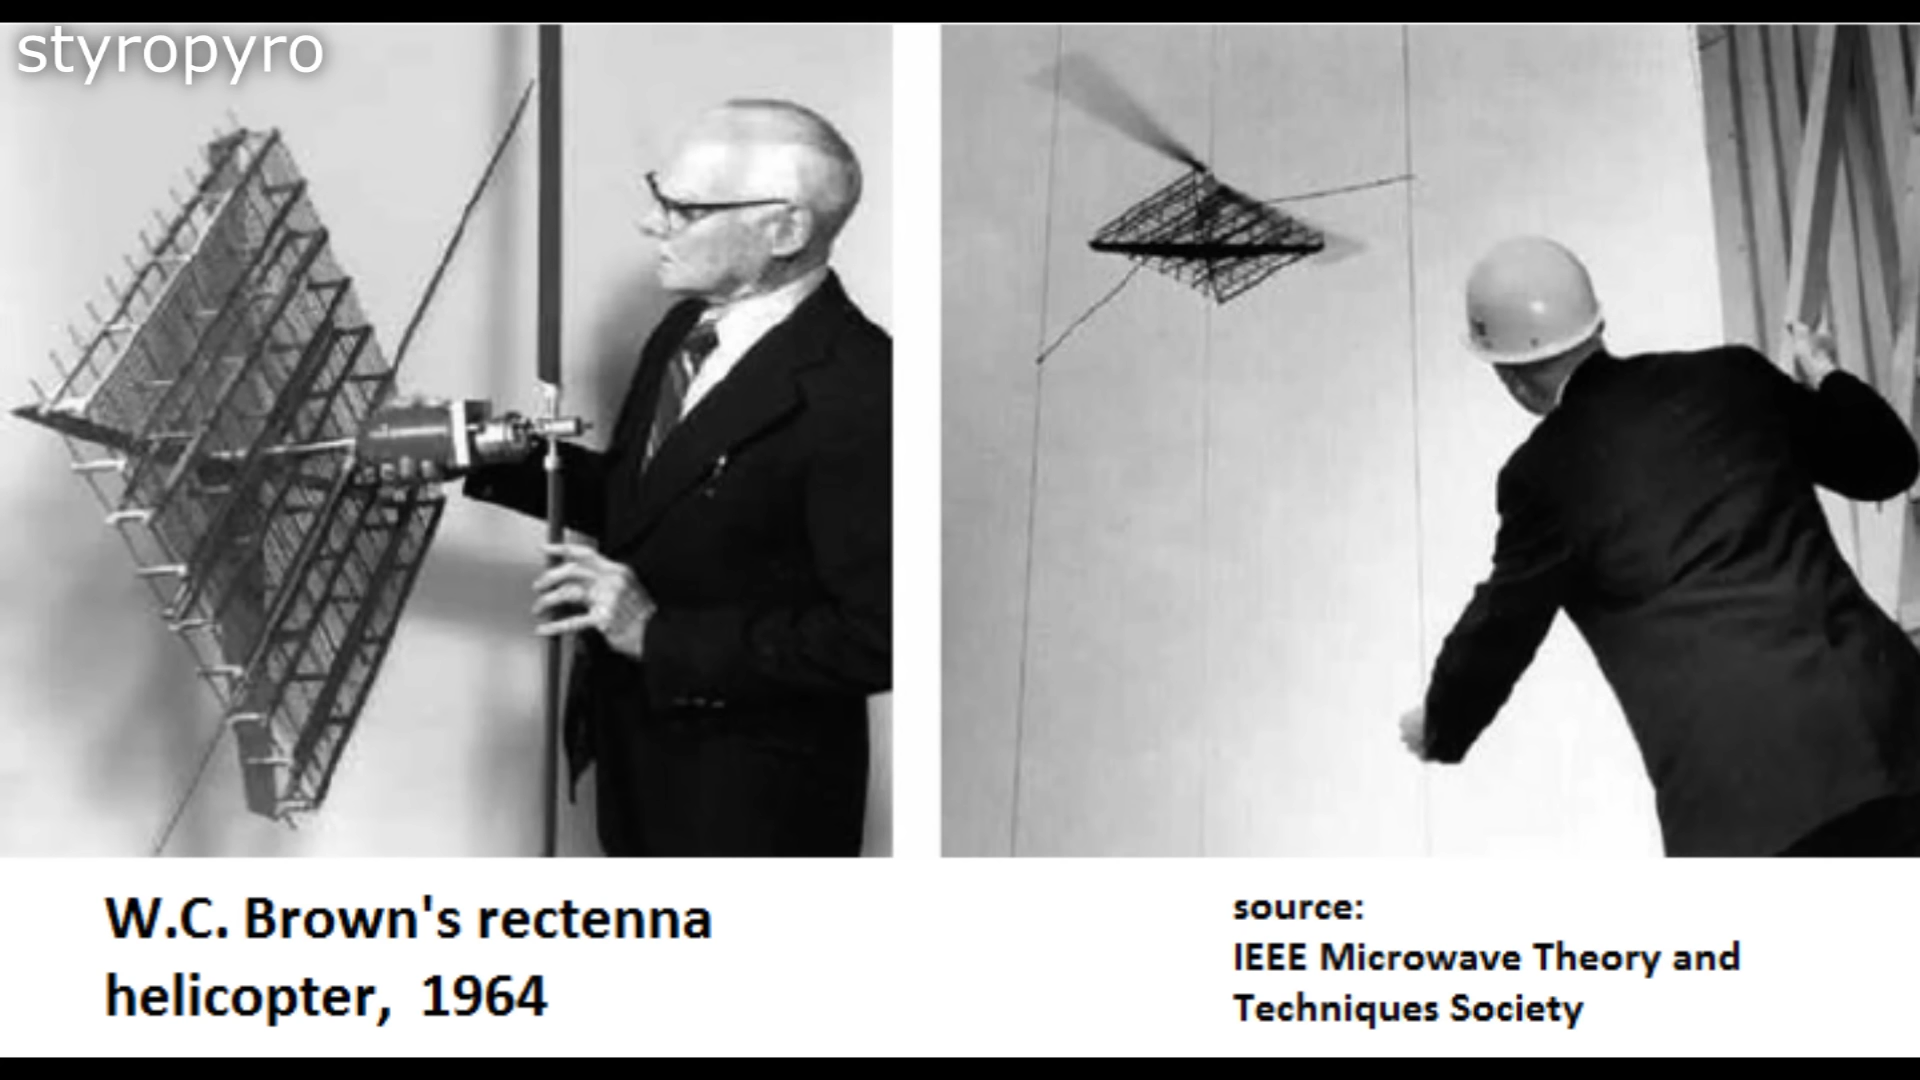 styropyro
W.C. Brown's rectenna
helicopter, 1964
source:
IEEE Microwave Theory and
Techniques Society